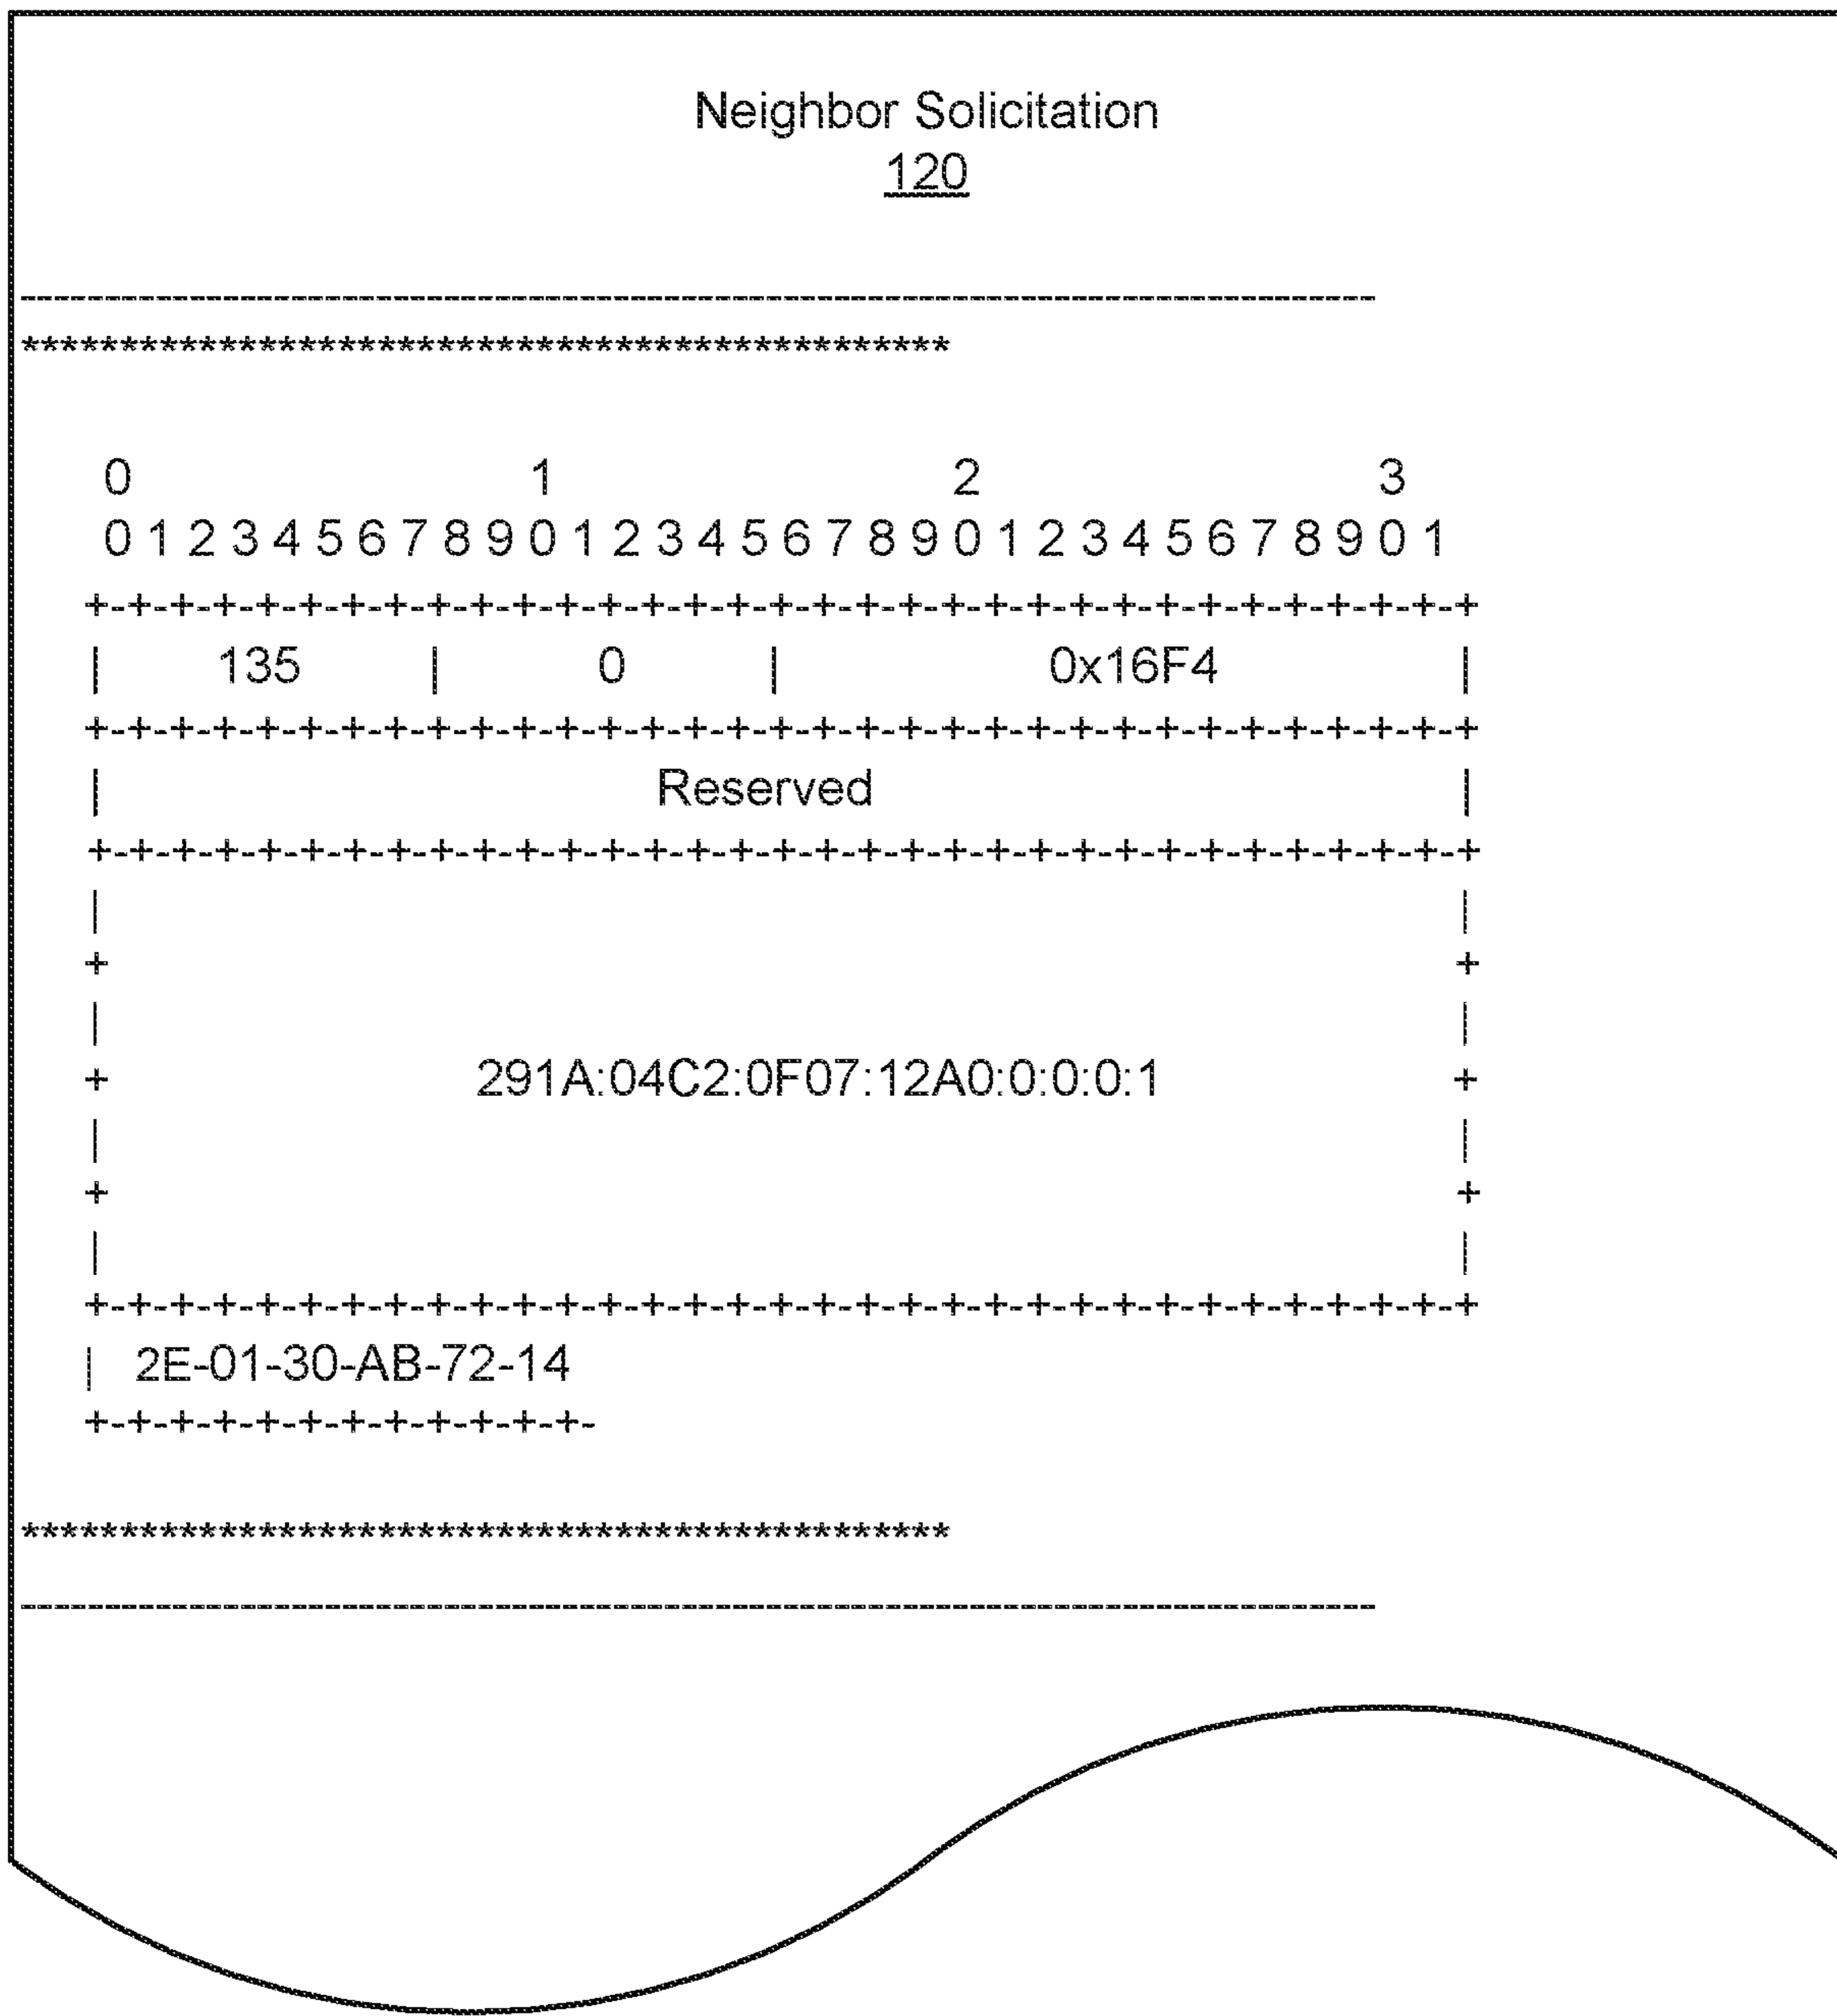 Neighbor Solicitation
120
--------------------------------------------------------------------------------
***********************************************
0 1 2 3
0 1 2 3 4 5 6 7 8 9 0 1 2 3 4 5 6 7 8 9 0 1 2 3 4 5 6 7 8 9 0 1
+-+-+-+-+-+-+-+-+-+-+-+-+-+-+-+-+-+-+-+-+-+-+-+-+-+-+-+-+-+-+-+-+
| 135 | 0 | 0x16F4 |
+-+-+-+-+-+-+-+-+-+-+-+-+-+-+-+-+-+-+-+-+-+-+-+-+-+-+-+-+-+-+-+-+
| Reserved |
+-+-+-+-+-+-+-+-+-+-+-+-+-+-+-+-+-+-+-+-+-+-+-+-+-+-+-+-+-+-+-+-+
| |
+ +
| |
+ 291A:04C2:0F07:12A0:0:0:0:1 +
| |
+ +
| |
+-+-+-+-+-+-+-+-+-+-+-+-+-+-+-+-+-+-+-+-+-+-+-+-+-+-+-+-+-+-+-+-+
| 2E-01-30-AB-72-14
+-+-+-+-+-+-+-+-+-+-+-+-
***********************************************
--------------------------------------------------------------------------------